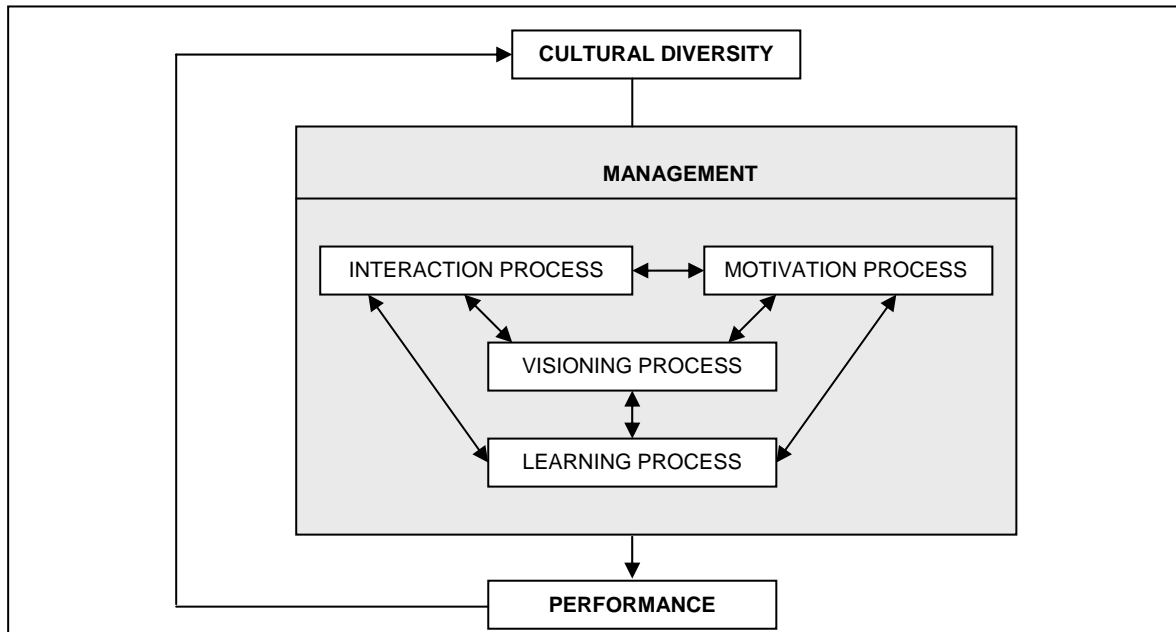 CULTURAL DIVERSITY
MANAGEMENT
INTERACTION PROCESS
MOTIVATION PROCESS
VISIONING PROCESS
LEARNING PROCESS
PERFORMANCE